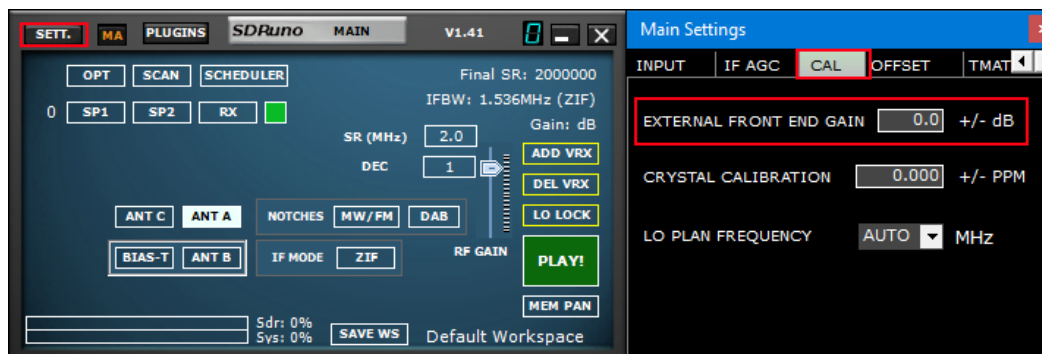 SETT. MA PLUGINS SDRuno MAIN V1.41
OPT SCAN SCHEDULER Final SR: 2000000
IFBW: 1.536MHz (ZIF)
0 SP1 SP2 RX
Gain: dB
SR (MHz) 2.0
ADD VRX
DEC 1
DEL VRX
ANT C ANT A NOTCHES MW/FM DAB LO LOCK
BIAS-T ANT B IF MODE ZIF RF GAIN PLAY!
MEM PAN
Sdr: 0%
Sys: 0% SAVE WS Default Workspace
Main Settings
INPUT IF AGC CAL OFFSET TMAT
EXTERNAL FRONT END GAIN 0.0 +/- dB
CRYSTAL CALIBRATION 0.000 +/- PPM
LO PLAN FREQUENCY AUTO MHz